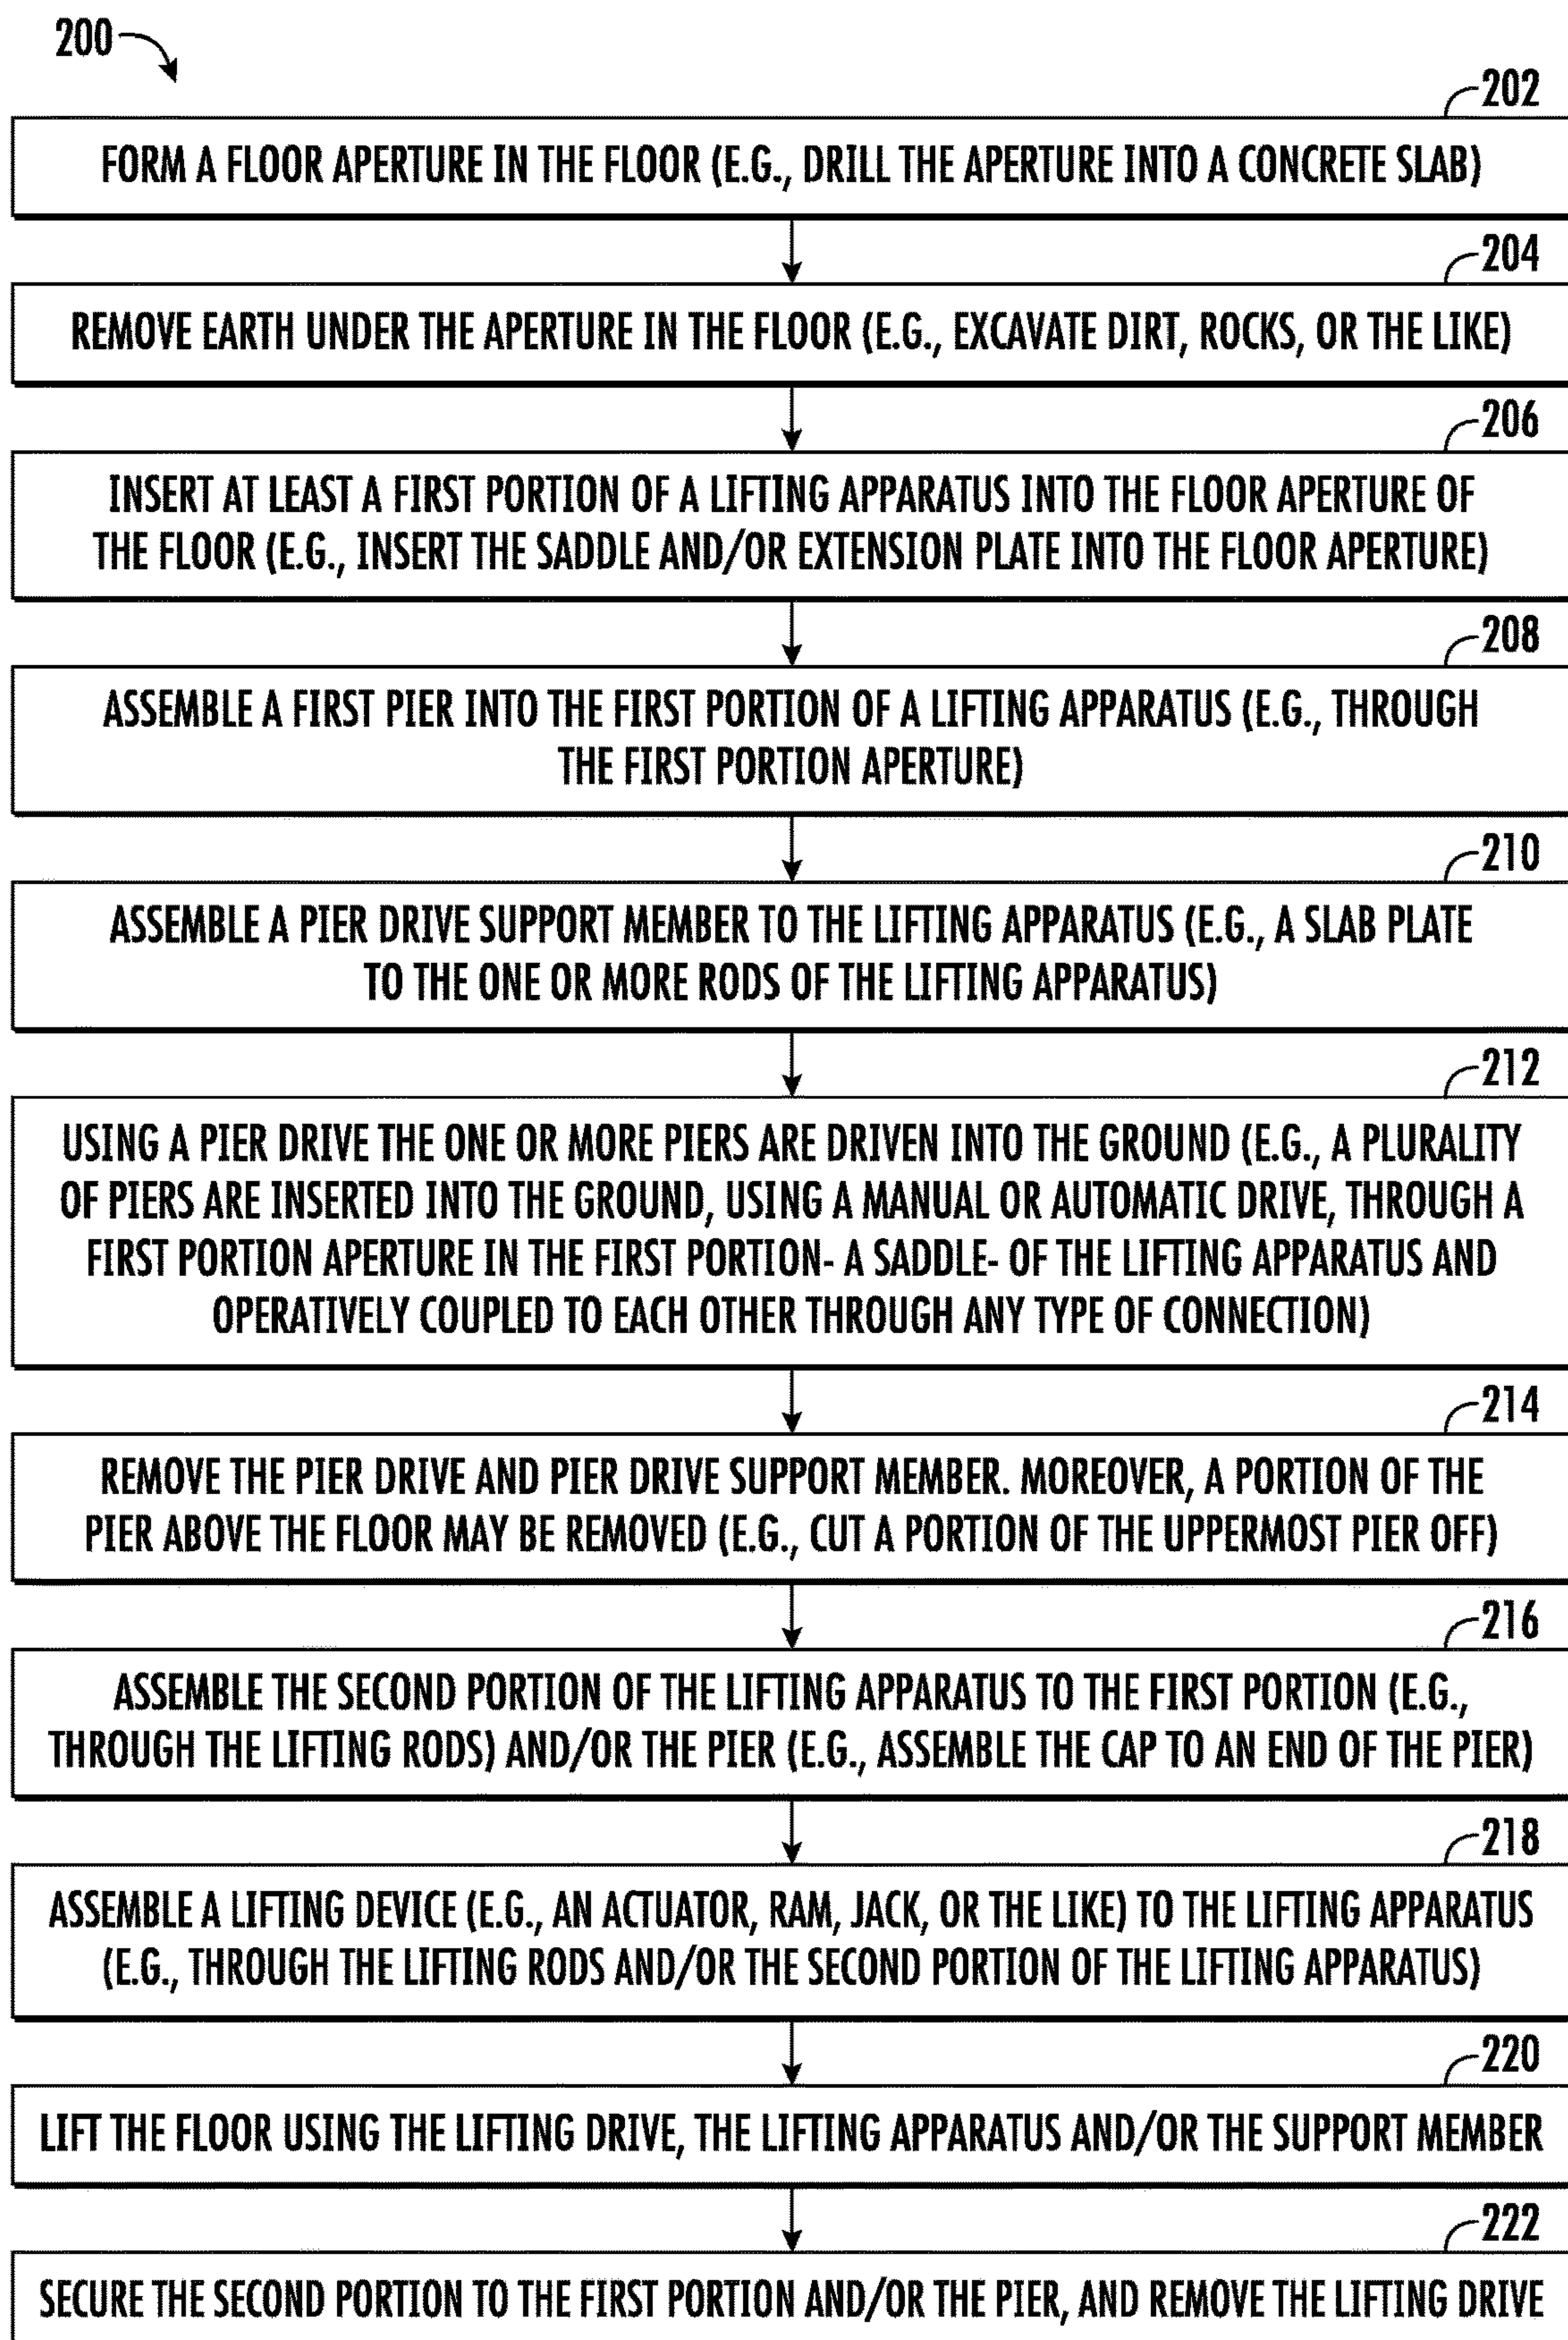 200
202
FORM A FLOOR APERTURE IN THE FLOOR (E.G., DRILL THE APERTURE INTO A CONCRETE SLAB)
204
REMOVE EARTH UNDER THE APERTURE IN THE FLOOR (E.G., EXCAVATE DIRT, ROCKS, OR THE LIKE)
206
INSERT AT LEAST A FIRST PORTION OF A LIFTING APPARATUS INTO THE FLOOR APERTURE OF
THE FLOOR (E.G., INSERT THE SADDLE AND/OR EXTENSION PLATE INTO THE FLOOR APERTURE)
208
ASSEMBLE A FIRST PIER INTO THE FIRST PORTION OF A LIFTING APPARATUS (E.G., THROUGH
THE FIRST PORTION APERTURE)
210
ASSEMBLE A PIER DRIVE SUPPORT MEMBER TO THE LIFTING APPARATUS (E.G., A SLAB PLATE
TO THE ONE OR MORE RODS OF THE LIFTING APPARATUS)
212
USING A PIER DRIVE THE ONE OR MORE PIERS ARE DRIVEN INTO THE GROUND (E.G., A PLURALITY
OF PIERS ARE INSERTED INTO THE GROUND, USING A MANUAL OR AUTOMATIC DRIVE, THROUGH A
FIRST PORTION APERTURE IN THE FIRST PORTION- A SADDLE- OF THE LIFTING APPARATUS AND
OPERATIVELY COUPLED TO EACH OTHER THROUGH ANY TYPE OF CONNECTION)
214
REMOVE THE PIER DRIVE AND PIER DRIVE SUPPORT MEMBER. MOREOVER, A PORTION OF THE
PIER ABOVE THE FLOOR MAY BE REMOVED (E.G., CUT A PORTION OF THE UPPERMOST PIER OFF)
216
ASSEMBLE THE SECOND PORTION OF THE LIFTING APPARATUS TO THE FIRST PORTION (E.G.,
THROUGH THE LIFTING RODS) AND/OR THE PIER (E.G., ASSEMBLE THE CAP TO AN END OF THE PIER)
218
ASSEMBLE A LIFTING DEVICE (E.G., AN ACTUATOR, RAM, JACK, OR THE LIKE) TO THE LIFTING APPARATUS
(E.G., THROUGH THE LIFTING RODS AND/OR THE SECOND PORTION OF THE LIFTING APPARATUS)
220
LIFT THE FLOOR USING THE LIFTING DRIVE, THE LIFTING APPARATUS AND/OR THE SUPPORT MEMBER
222
SECURE THE SECOND PORTION TO THE FIRST PORTION AND/OR THE PIER, AND REMOVE THE LIFTING DRIVE